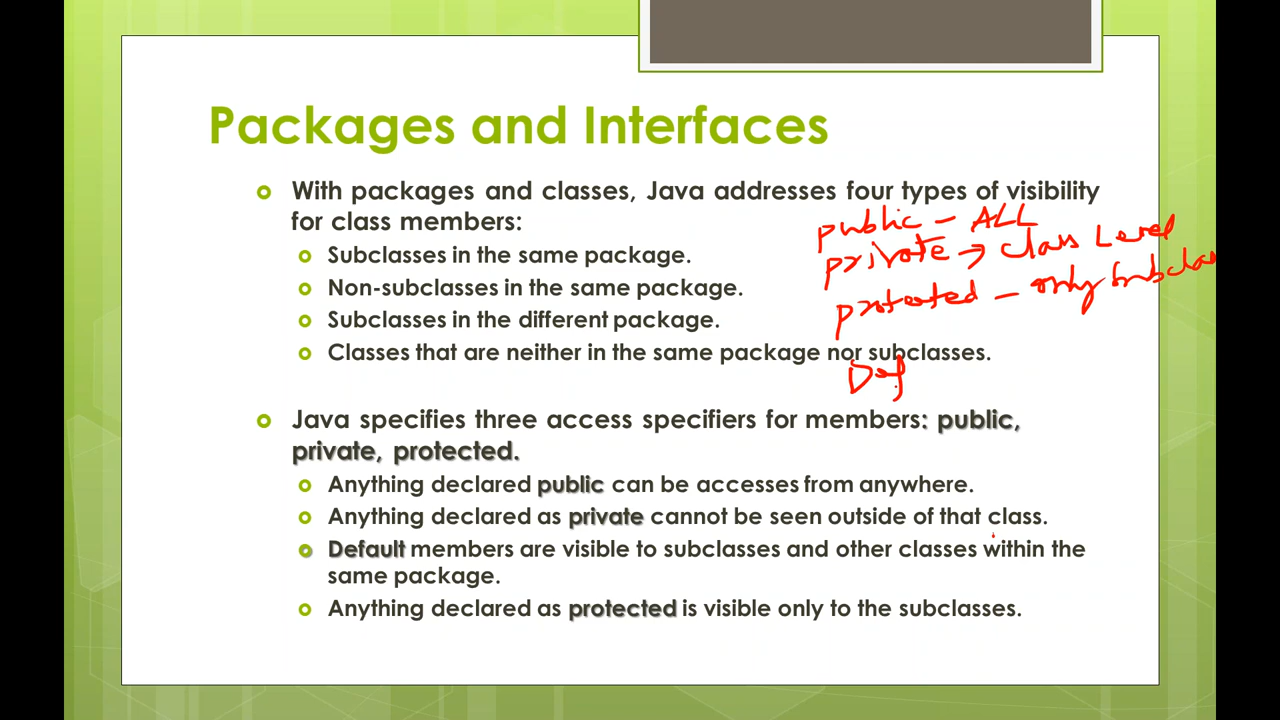 Packages and Interfaces
With packages and classes, Java addresses four types of visibility
for class members:
public - ALL
private → class Level
Subclasses in the same package.
Non-subclasses in the same package.
protected - only
Subclasses in the different package.
Classes that are neither in the same package nor subclasses.
Def
Java specifies three access specifiers for members: public,
private, protected.
Anything declared public can be accesses from anywhere.
Anything declared as private cannot be seen outside of that class.
Default members are visible to subclasses and other classes within the
same package.
Anything declared as protected is visible only to the subclasses.